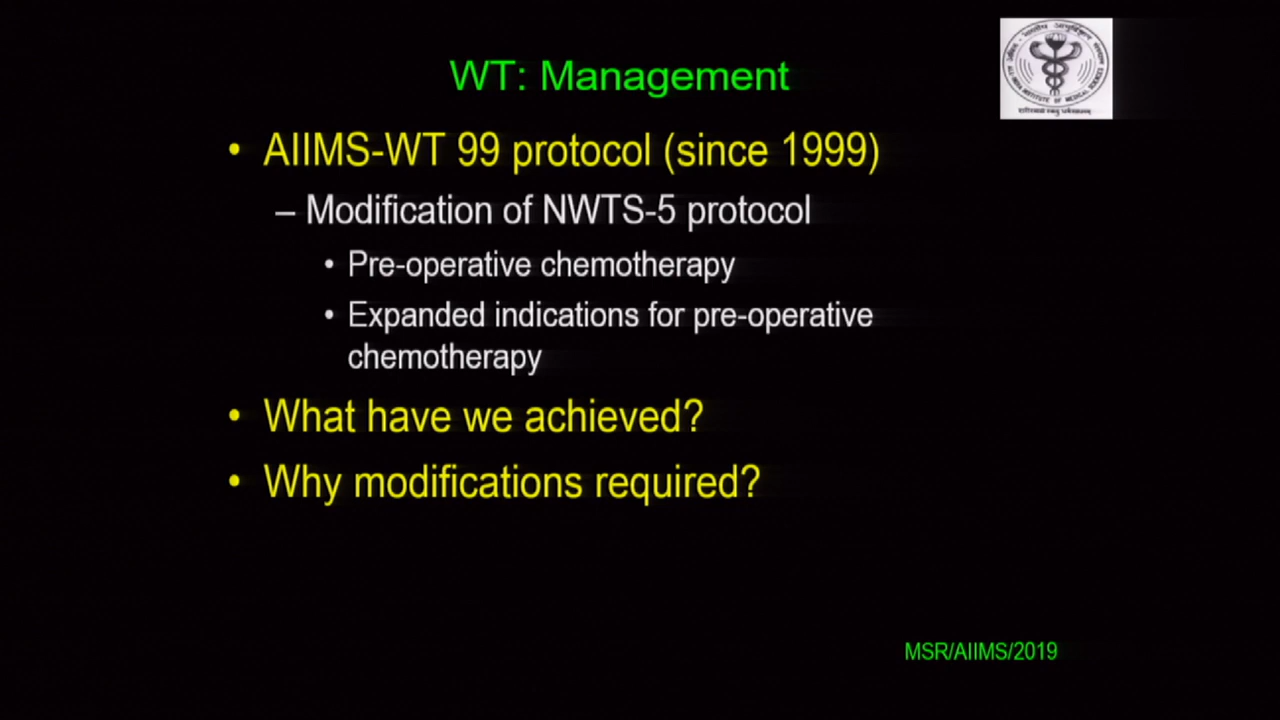 WT: Management
• AIIMS-WT 99 protocol (since 1999)
– Modification of NWTS-5 protocol
• Pre-operative chemotherapy
• Expanded indications for pre-operative
chemotherapy
• What have we achieved?
• Why modifications required?
MSR/AIIMS/2019